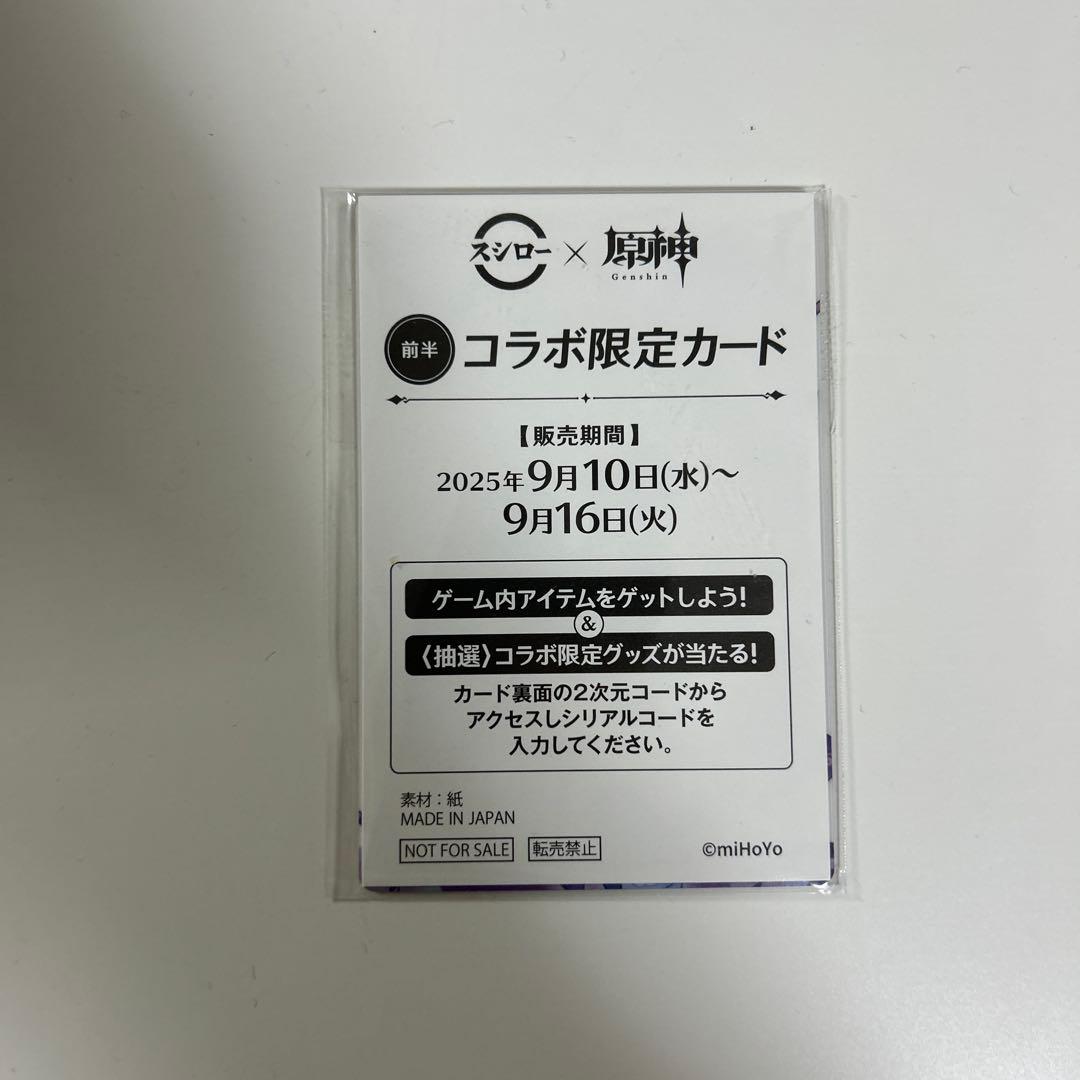 スシロー × 原神
Genshin
前半 コラボ限定カード
【販売期間】
2025年9月10日(水)～
9月16日(火)
ゲーム内アイテムをゲットしよう!
&
〈抽選〉コラボ限定グッズが当たる!
カード裏面の2次元コードから
アクセスしシリアルコードを
入力してください。
素材：紙
MADE IN JAPAN
NOT FOR SALE 転売禁止 ©miHoYo